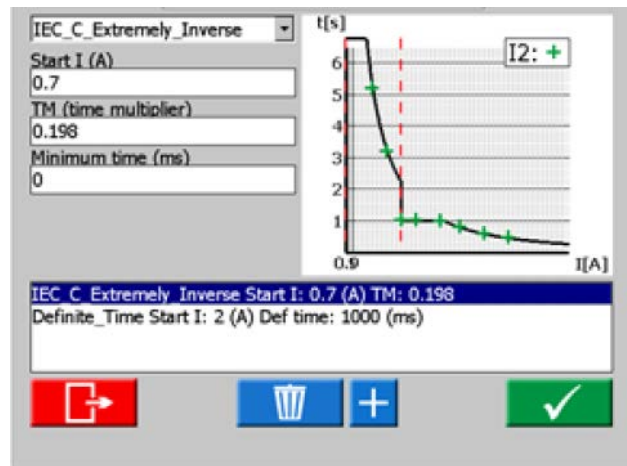 IEC_C_Extremely_Inverse
Start I (A)
0.7
TM (time multiplier)
0.198
Minimum time (ms)
0
t[s]
I2: +
6
5
4
3
2
1
0.9
I[A]
IEC_C_Extremely_Inverse Start I: 0.7 (A) TM: 0.198
Definite_Time Start I: 2 (A) Def time: 1000 (ms)